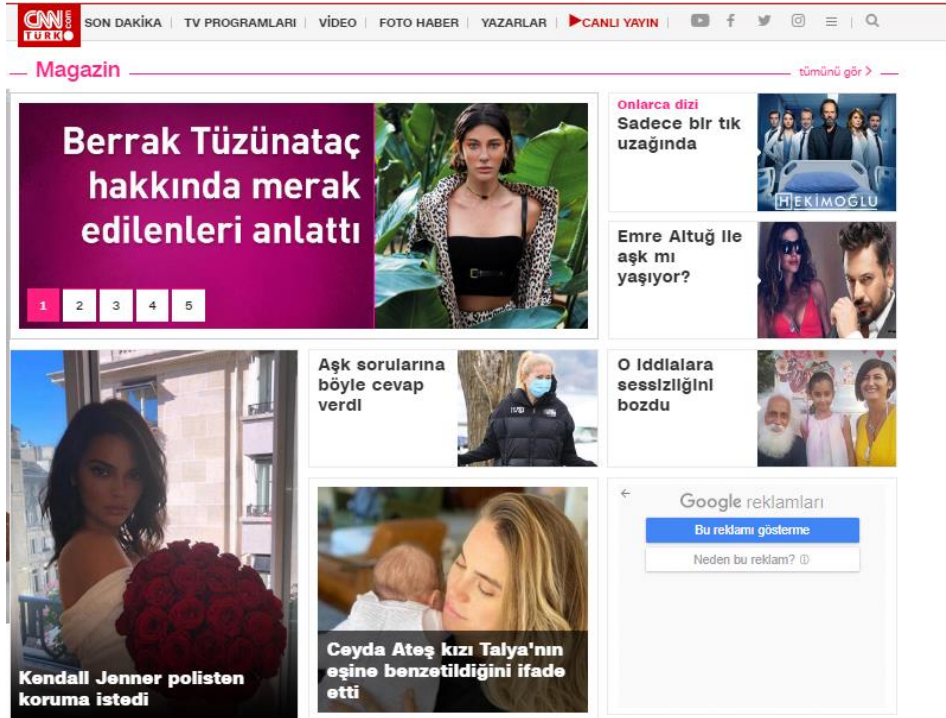 CNN
TÜRK.com
SON DAKİKA | TV PROGRAMLARI | VİDEO | FOTO HABER | YAZARLAR | CANLI YAYIN |
Magazin
tümünü gör >
Berrak Tüzünataç
hakkında merak
edilenleri anlattı
1 2 3 4 5
Onlarca dizi
Sadece bir tık
uzağında
HEKİMOĞLU
Emre Altuğ ile
aşk mı
yaşıyor?
Kendall Jenner polisten
koruma istedi
Aşk sorularına
böyle cevap
verdi
O iddialara
sessizliğini
bozdu
Ceyda Ateş kızı Talya'nın
eşine benzetildiğini ifade
etti
Google reklamları
Bu reklamı gösterme
Neden bu reklam?